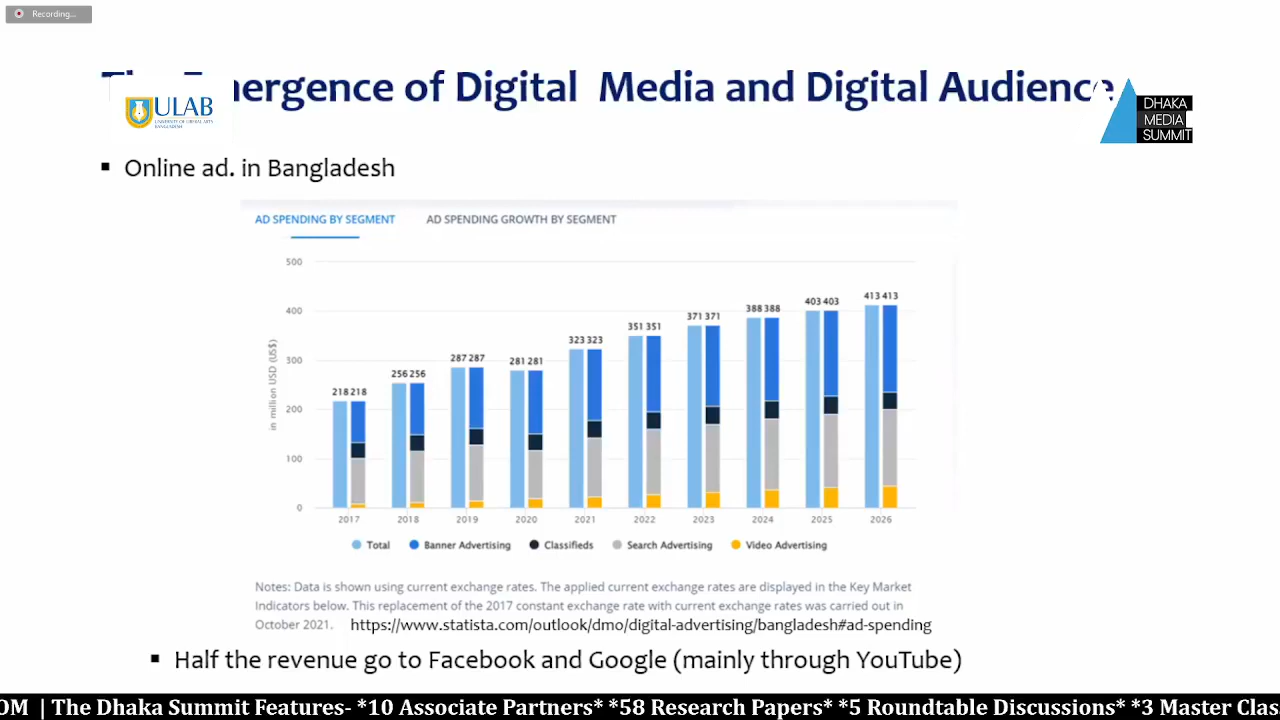 Recording...
Emergence of Digital Media and Digital Audience
ULAB
UNIVERSITY OF LIBERAL ARTS
BANGLADESH
DHAKA
MEDIA
SUMMIT
Online ad. in Bangladesh
AD SPENDING BY SEGMENT AD SPENDING GROWTH BY SEGMENT
in million USD (US$)
500
400
300
200
100
0
218 218
256 256
287 287
281 281
323 323
351 351
371 371
388 388
403 403
413 413
2017 2018 2019 2020 2021 2022 2023 2024 2025 2026
Total Banner Advertising Classifieds Search Advertising Video Advertising
Notes: Data is shown using current exchange rates. The applied current exchange rates are displayed in the Key Market
Indicators below. This replacement of the 2017 constant exchange rate with current exchange rates was carried out in
October 2021. https://www.statista.com/outlook/dmo/digital-advertising/bangladesh#ad-spending
Half the revenue go to Facebook and Google (mainly through YouTube)
OM | The Dhaka Summit Features- *10 Associate Partners* *58 Research Papers* *5 Roundtable Discussions* *3 Master Clas